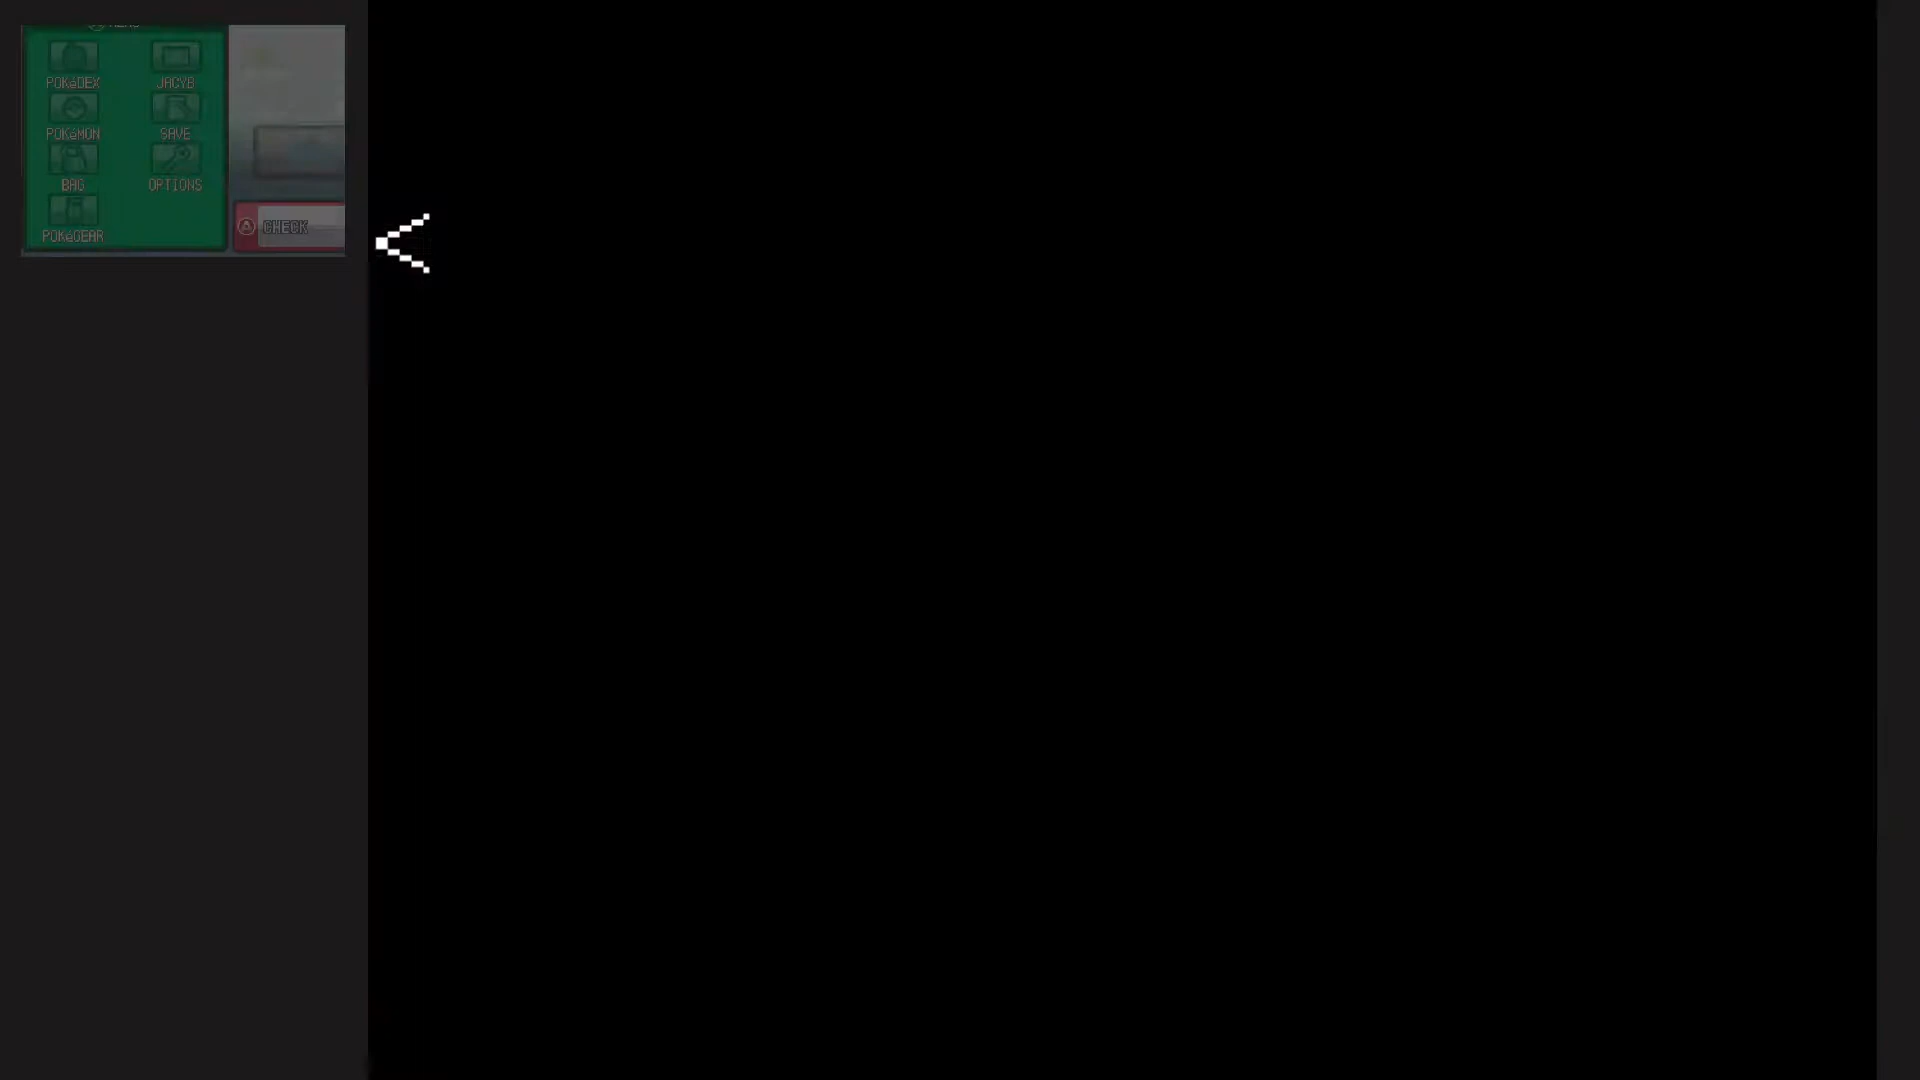 POKéDEX JACYB
POKéMON SAVE
BAG OPTIONS
POKéGEAR
Ⓐ CHECK